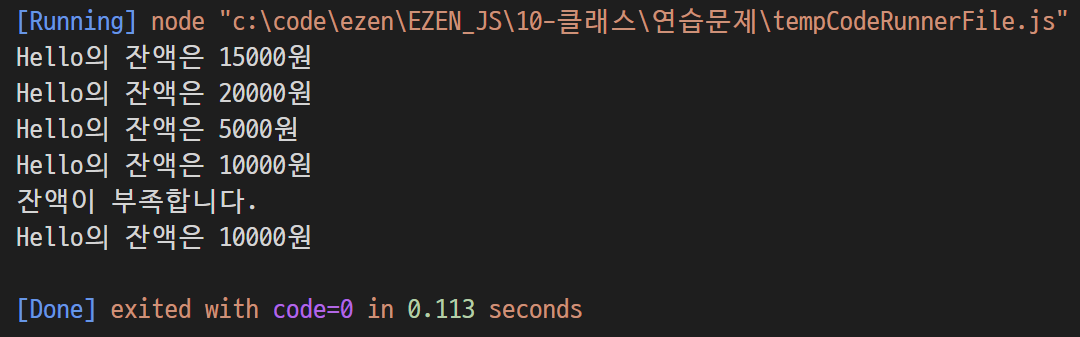 [Running] node "c:\code\ezen\EZEN_JS\10-클래스\연습문제\tempCodeRunnerFile.js"
Hello의 잔액은 15000원
Hello의 잔액은 20000원
Hello의 잔액은 5000원
Hello의 잔액은 10000원
잔액이 부족합니다.
Hello의 잔액은 10000원
[Done] exited with code=0 in 0.113 seconds